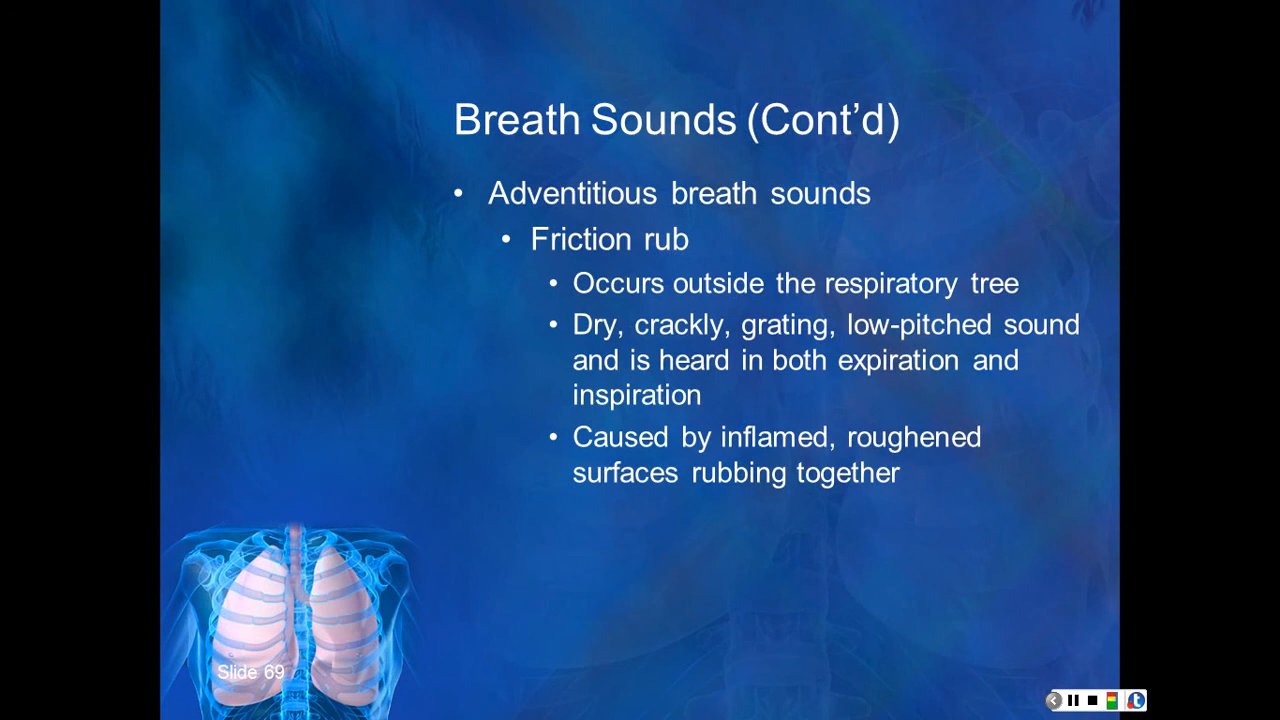 Breath Sounds (Cont’d)
• Adventitious breath sounds
• Friction rub
• Occurs outside the respiratory tree
• Dry, crackly, grating, low-pitched sound
and is heard in both expiration and
inspiration
• Caused by inflamed, roughened
surfaces rubbing together
Slide 69
t